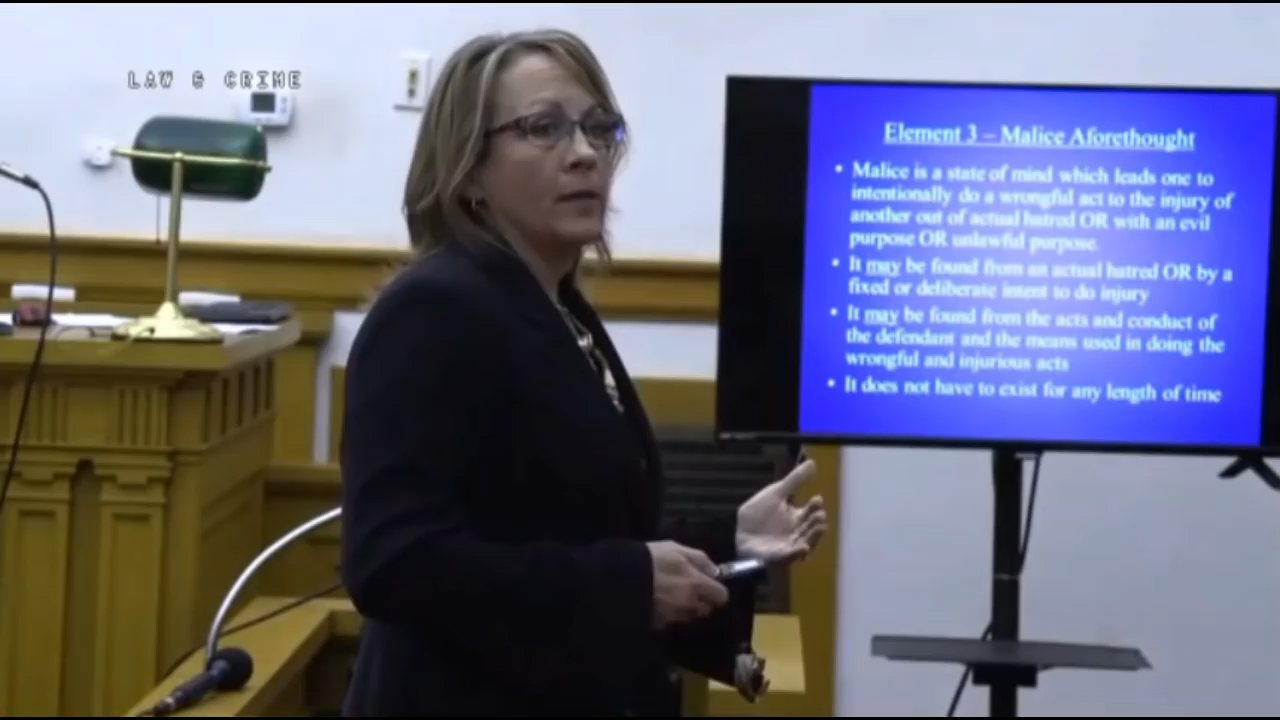 LAW & CRIME
Element 3 – Malice Aforethought
• Malice is a state of mind which leads one to
intentionally do a wrongful act to the injury of
another out of actual hatred OR with an evil
purpose OR unlawful purpose.
• It may be found from an actual hatred OR by a
fixed or deliberate intent to do injury
• It may be found from the acts and conduct of
the defendant and the means used in doing the
wrongful and injurious acts
• It does not have to exist for any length of time